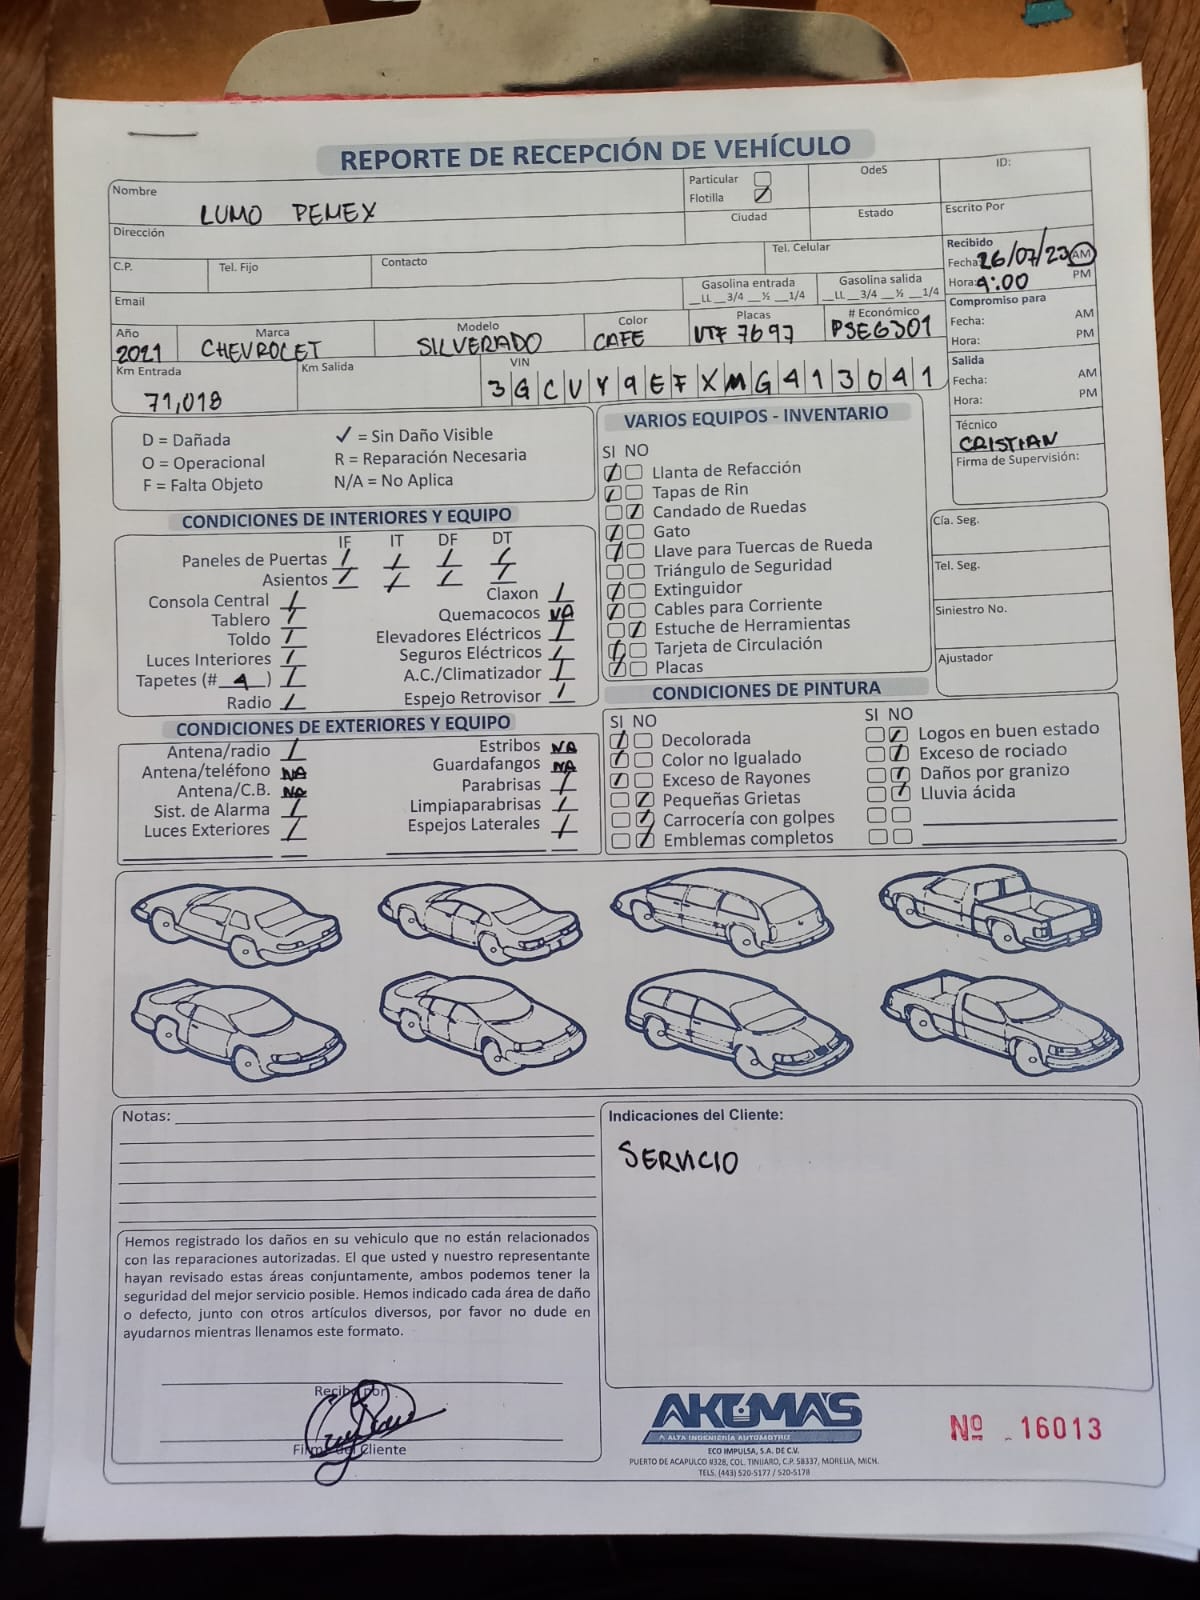 REPORTE DE RECEPCIÓN DE VEHÍCULO
Nombre
LUMO PEMEX
Particular
Flotilla
OdeS
ID:
Dirección
Ciudad
Estado
Escrito Por
C.P.
Tel. Fijo
Contacto
Tel. Celular
Recibido
Fecha: 26/07/23 AM
Hora: 9:00 PM
Email
Gasolina entrada
__LL __3/4 __½ __1/4
Gasolina salida
__LL __3/4 __½ __1/4
Compromiso para
Fecha: AM
Hora: PM
Año
2021
Marca
CHEVROLET
Modelo
SILVERADO
Color
CAFE
Placas
VTF 7697
# Económico
PSE6301
Km Entrada
71,018
Km Salida
VIN
3GCUY9EFXMG413041
Salida
Fecha: AM
Hora: PM
Técnico
CRISTIAN
Firma de Supervisión:
D = Dañada
✓ = Sin Daño Visible
O = Operacional
R = Reparación Necesaria
F = Falta Objeto
N/A = No Aplica
CONDICIONES DE INTERIORES Y EQUIPO
IF IT DF DT
Paneles de Puertas
Asientos
Consola Central
Tablero
Toldo
Luces Interiores
Tapetes (# 4 )
Radio
Claxon
Quemacocos NA
Elevadores Eléctricos
Seguros Eléctricos
A.C./Climatizador
Espejo Retrovisor
CONDICIONES DE EXTERIORES Y EQUIPO
Antena/radio
Antena/teléfono NA
Antena/C.B. NA
Sist. de Alarma
Luces Exteriores
Estribos NA
Guardafangos NA
Parabrisas
Limpiaparabrisas
Espejos Laterales
VARIOS EQUIPOS - INVENTARIO
SI NO
Llanta de Refacción
Tapas de Rin
Candado de Ruedas
Gato
Llave para Tuercas de Rueda
Triángulo de Seguridad
Extinguidor
Cables para Corriente
Estuche de Herramientas
Tarjeta de Circulación
Placas
Cía. Seg.
Tel. Seg.
Siniestro No.
Ajustador
CONDICIONES DE PINTURA
SI NO
Decolorada
Color no Igualado
Exceso de Rayones
Pequeñas Grietas
Carrocería con golpes
Emblemas completos
SI NO
Logos en buen estado
Exceso de rociado
Daños por granizo
Lluvia ácida
Notas:
Indicaciones del Cliente:
SERVICIO
Hemos registrado los daños en su vehiculo que no están relacionados
con las reparaciones autorizadas. El que usted y nuestro representante
hayan revisado estas áreas conjuntamente, ambos podemos tener la
seguridad del mejor servicio posible. Hemos indicado cada área de daño
o defecto, junto con otros artículos diversos, por favor no dude en
ayudarnos mientras llenamos este formato.
Recibe por
Firma del Cliente
AKUMA'S
ALTA INGENIERÍA AUTOMOTRIZ
ECO IMPULSA, S.A. DE C.V.
PUERTO DE ACAPULCO #328, COL. TINIJARO, C.P. 58337, MORELIA, MICH.
TELS. (443) 520-5177 / 520-5178
Nº 16013